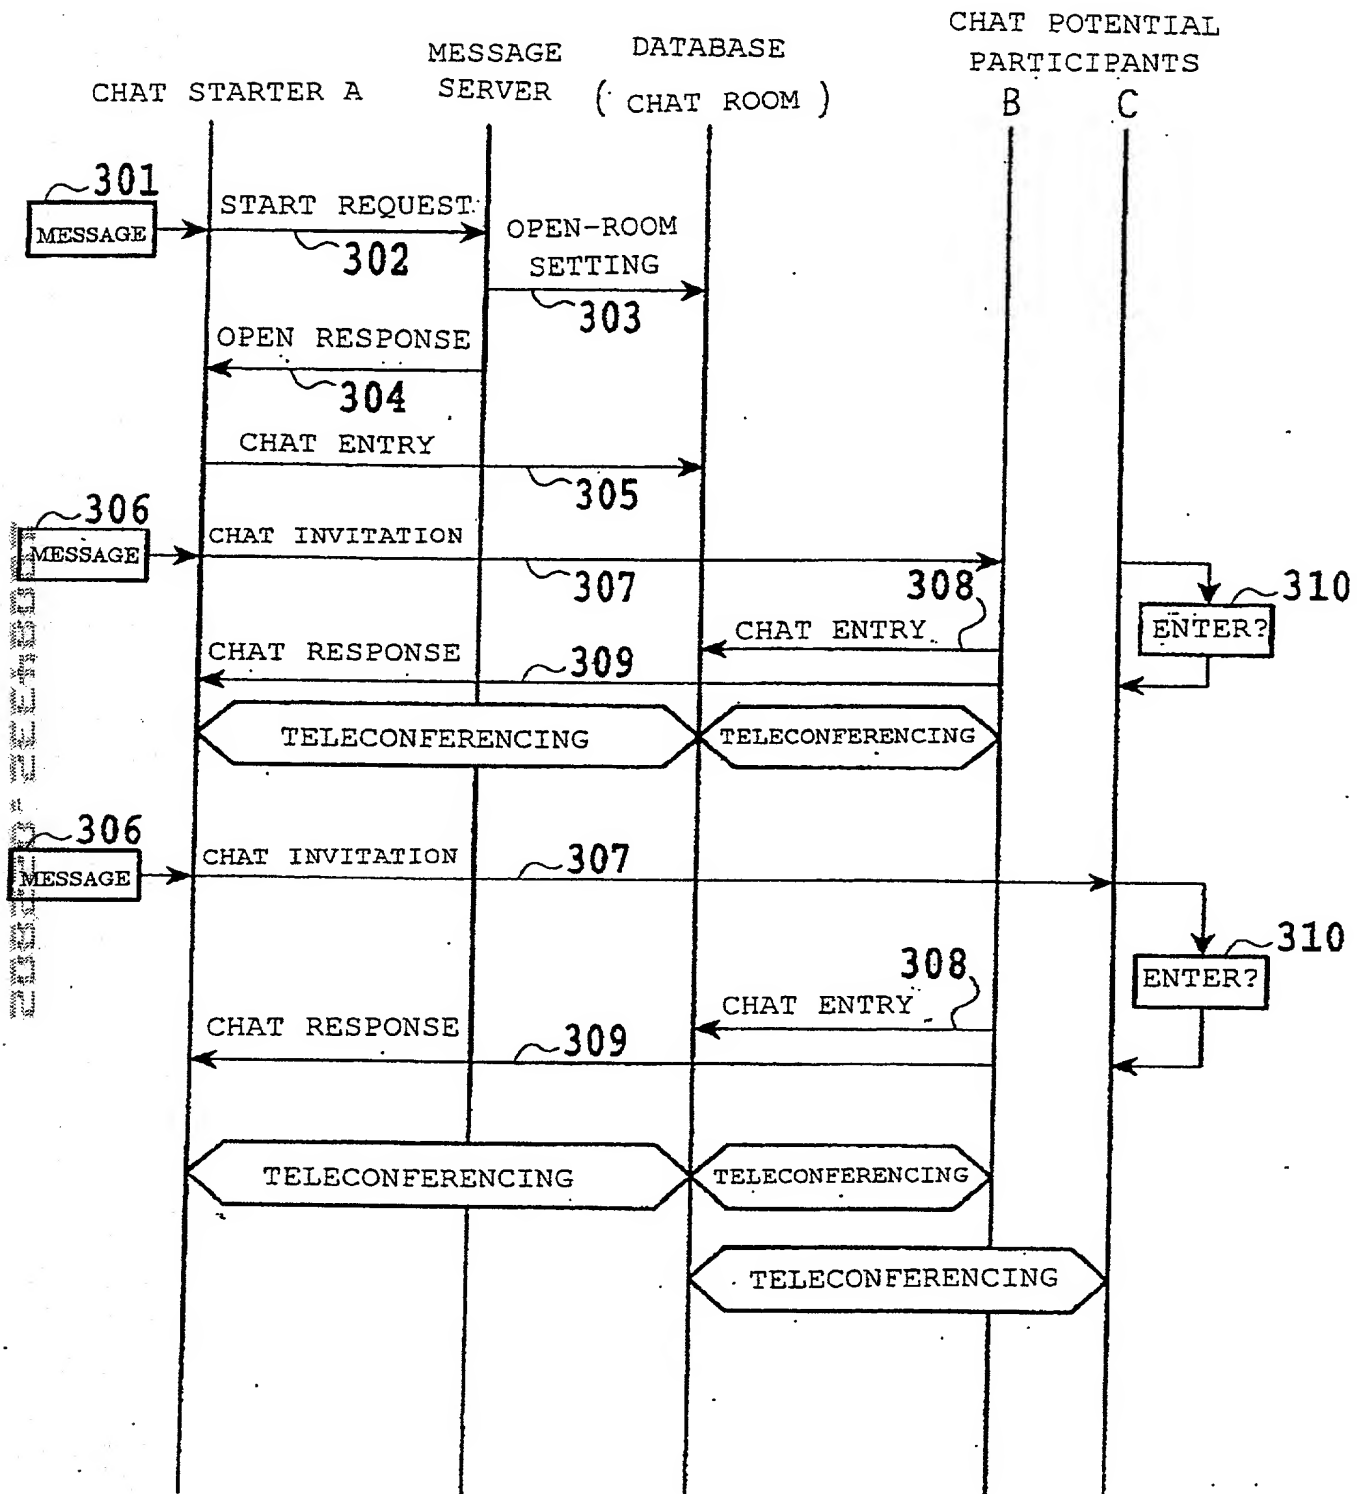 CHAT POTENTIAL
PARTICIPANTS
MESSAGE
SERVER
DATABASE
( CHAT ROOM )
CHAT STARTER A
B
C
301
MESSAGE
START REQUEST
302
OPEN-ROOM
SETTING
303
OPEN RESPONSE
304
CHAT ENTRY
305
306
MESSAGE
CHAT INVITATION
307
308
310
ENTER?
CHAT ENTRY
CHAT RESPONSE
309
TELECONFERENCING
TELECONFERENCING
306
MESSAGE
CHAT INVITATION
307
310
ENTER?
308
CHAT ENTRY
CHAT RESPONSE
309
TELECONFERENCING
TELECONFERENCING
TELECONFERENCING